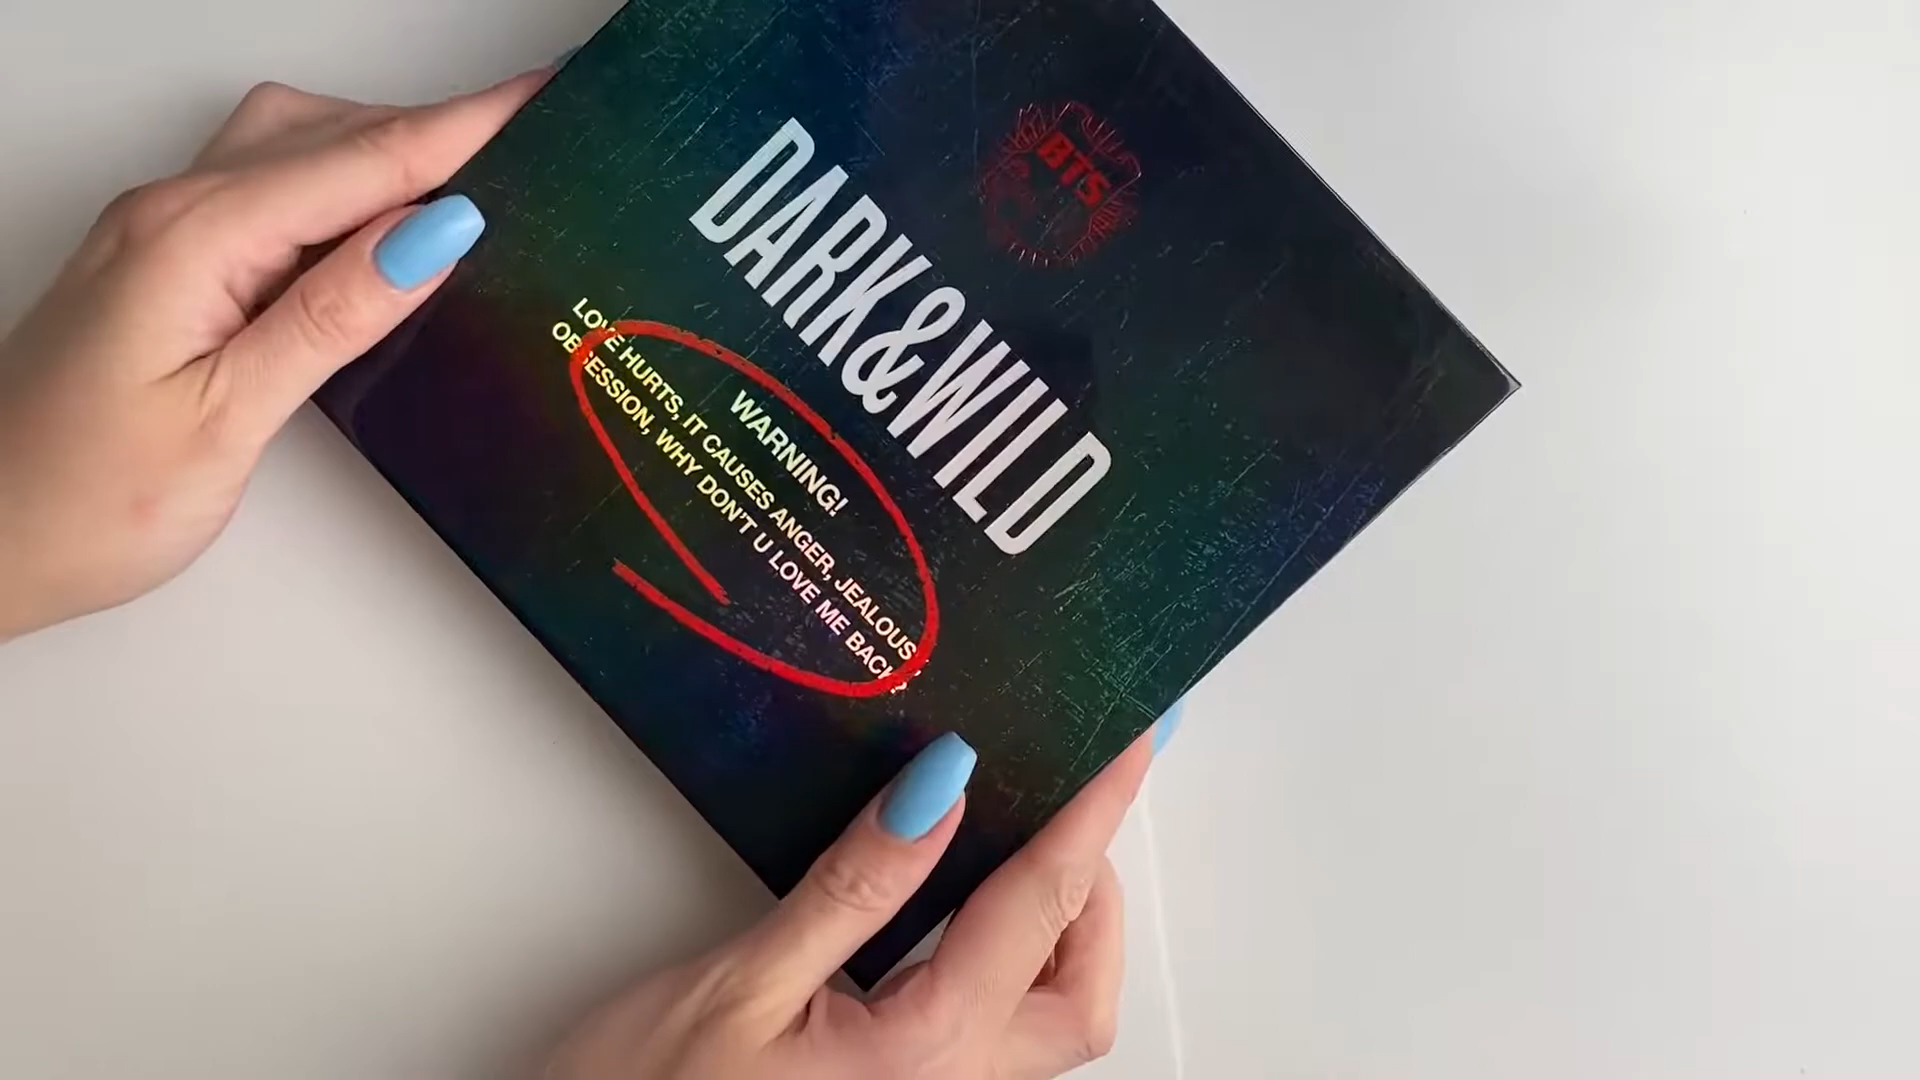 BTS
DARK&WILD
WARNING!
LOVE HURTS, IT CAUSES ANGER, JEALOUSY,
OBSESSION, WHY DON'T U LOVE ME BACK?